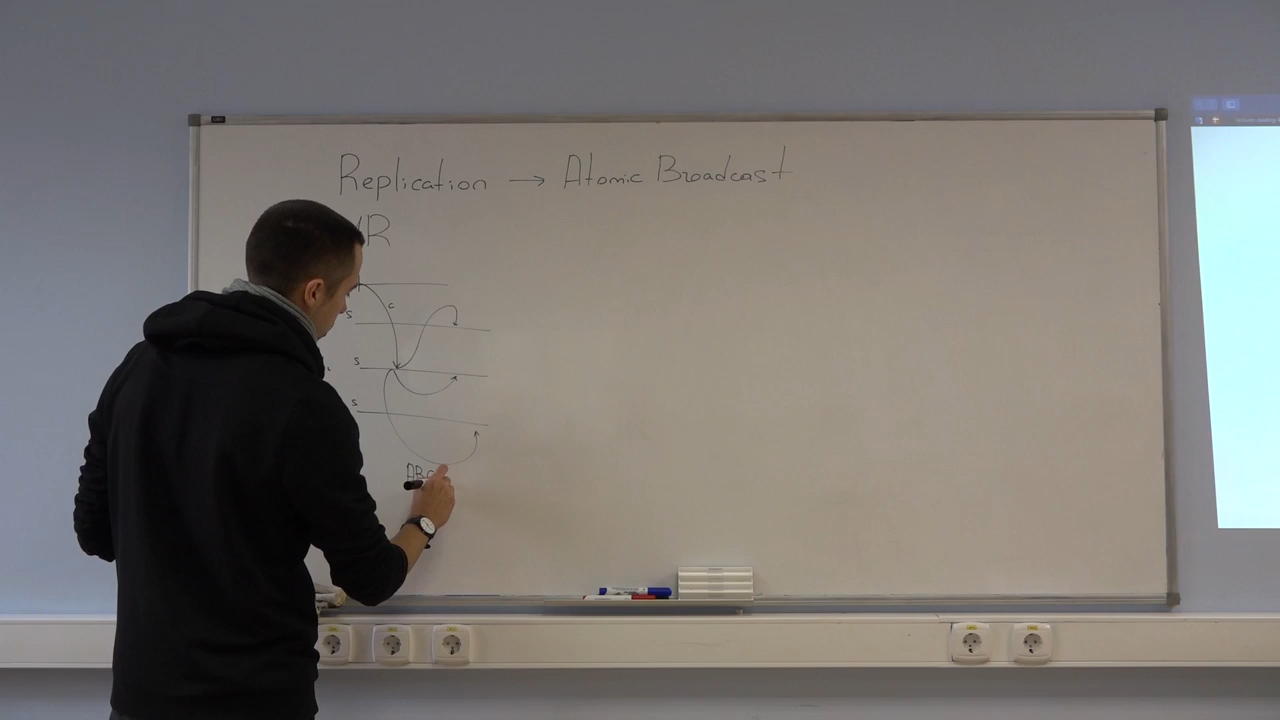 Replication → Atomic Broadcast
R
c
s
s
s
ABC